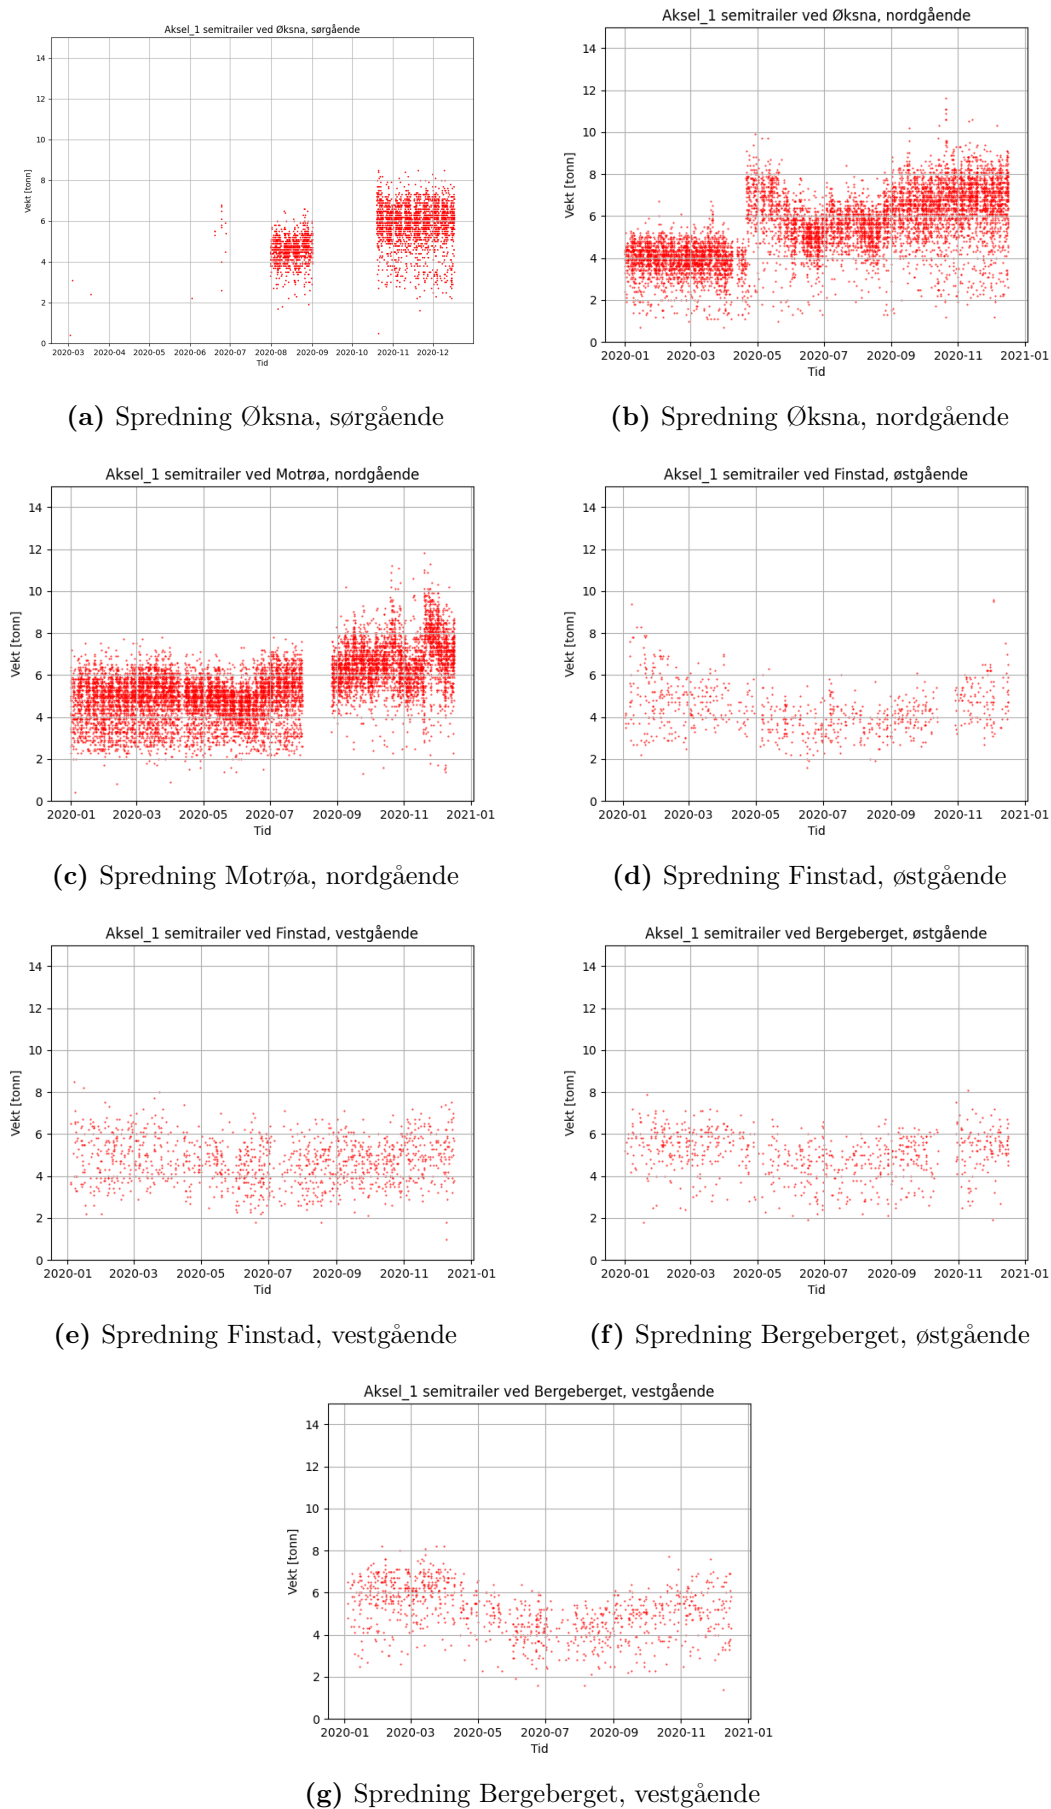 Aksel_1 semitrailer ved Øksna, sørgående
Vekt [tonn]
14
12
10
8
6
4
2
0
2020-03 2020-04 2020-05 2020-06 2020-07 2020-08 2020-09 2020-10 2020-11 2020-12
Tid
(a) Spredning Øksna, sørgående
Aksel_1 semitrailer ved Øksna, nordgående
Vekt [tonn]
14
12
10
8
6
4
2
0
2020-01 2020-03 2020-05 2020-07 2020-09 2020-11 2021-01
Tid
(b) Spredning Øksna, nordgående
Aksel_1 semitrailer ved Motrøa, nordgående
Vekt [tonn]
14
12
10
8
6
4
2
0
2020-01 2020-03 2020-05 2020-07 2020-09 2020-11 2021-01
Tid
(c) Spredning Motrøa, nordgående
Aksel_1 semitrailer ved Finstad, østgående
Vekt [tonn]
14
12
10
8
6
4
2
0
2020-01 2020-03 2020-05 2020-07 2020-09 2020-11 2021-01
Tid
(d) Spredning Finstad, østgående
Aksel_1 semitrailer ved Finstad, vestgående
Vekt [tonn]
14
12
10
8
6
4
2
0
2020-01 2020-03 2020-05 2020-07 2020-09 2020-11 2021-01
Tid
(e) Spredning Finstad, vestgående
Aksel_1 semitrailer ved Bergeberget, østgående
Vekt [tonn]
14
12
10
8
6
4
2
0
2020-01 2020-03 2020-05 2020-07 2020-09 2020-11 2021-01
Tid
(f) Spredning Bergeberget, østgående
Aksel_1 semitrailer ved Bergeberget, vestgående
Vekt [tonn]
14
12
10
8
6
4
2
0
2020-01 2020-03 2020-05 2020-07 2020-09 2020-11 2021-01
Tid
(g) Spredning Bergeberget, vestgående